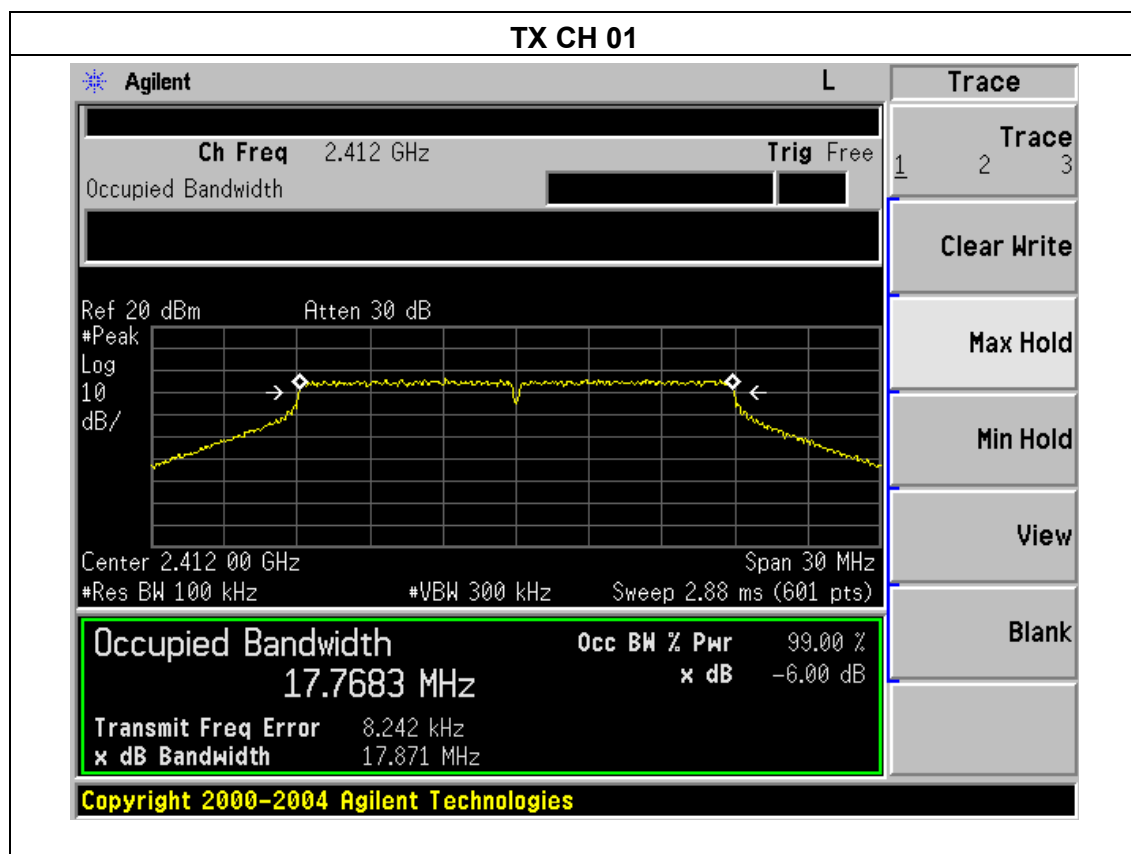 TX CH 01
Agilent L Trace
Ch Freq 2.412 GHz Trig Free
Occupied Bandwidth
Trace
1 2 3
Clear Write
Ref 20 dBm Atten 30 dB
#Peak
Log
10
dB/
Max Hold
Min Hold
View
Center 2.412 00 GHz Span 30 MHz
#Res BW 100 kHz #VBW 300 kHz Sweep 2.88 ms (601 pts)
Blank
Occupied Bandwidth Occ BW % Pwr 99.00 %
17.7683 MHz x dB -6.00 dB
Transmit Freq Error 8.242 kHz
x dB Bandwidth 17.871 MHz
Copyright 2000-2004 Agilent Technologies